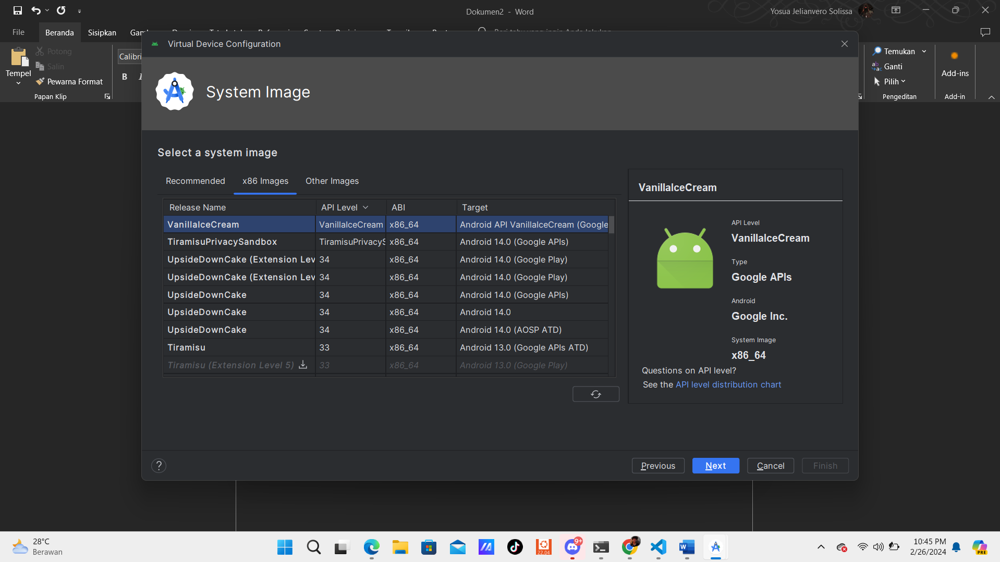 Dokumen2 - Word
Yosua Jelianvero Solissa
File
Beranda
Sisipkan
Virtual Device Configuration
Potong
Salin
Tempel
Pewarna Format
Papan Klip
Calibri
B
Temukan
Ganti
Pilih
Pengeditan
Add-ins
Add-in
System Image
Select a system image
Recommended
x86 Images
Other Images
Release Name API Level ABI Target
VanillaIceCream VanillaIceCream x86_64 Android API VanillaIceCream (Google
TiramisuPrivacySandbox TiramisuPrivacyS x86_64 Android 14.0 (Google APIs)
UpsideDownCake (Extension Lev 34 x86_64 Android 14.0 (Google Play)
UpsideDownCake (Extension Lev 34 x86_64 Android 14.0 (Google Play)
UpsideDownCake 34 x86_64 Android 14.0 (Google APIs)
UpsideDownCake 34 x86_64 Android 14.0
UpsideDownCake 34 x86_64 Android 14.0 (AOSP ATD)
Tiramisu 33 x86_64 Android 13.0 (Google APIs ATD)
Tiramisu (Extension Level 5) 33 x86_64 Android 13.0 (Google Play)
VanillaIceCream
API Level
VanillaIceCream
Type
Google APIs
Android
Google Inc.
System Image
x86_64
Questions on API level?
See the API level distribution chart
?
Previous
Next
Cancel
Finish
28°C
Berawan
22.04
9+
10:45 PM
2/26/2024
PRE